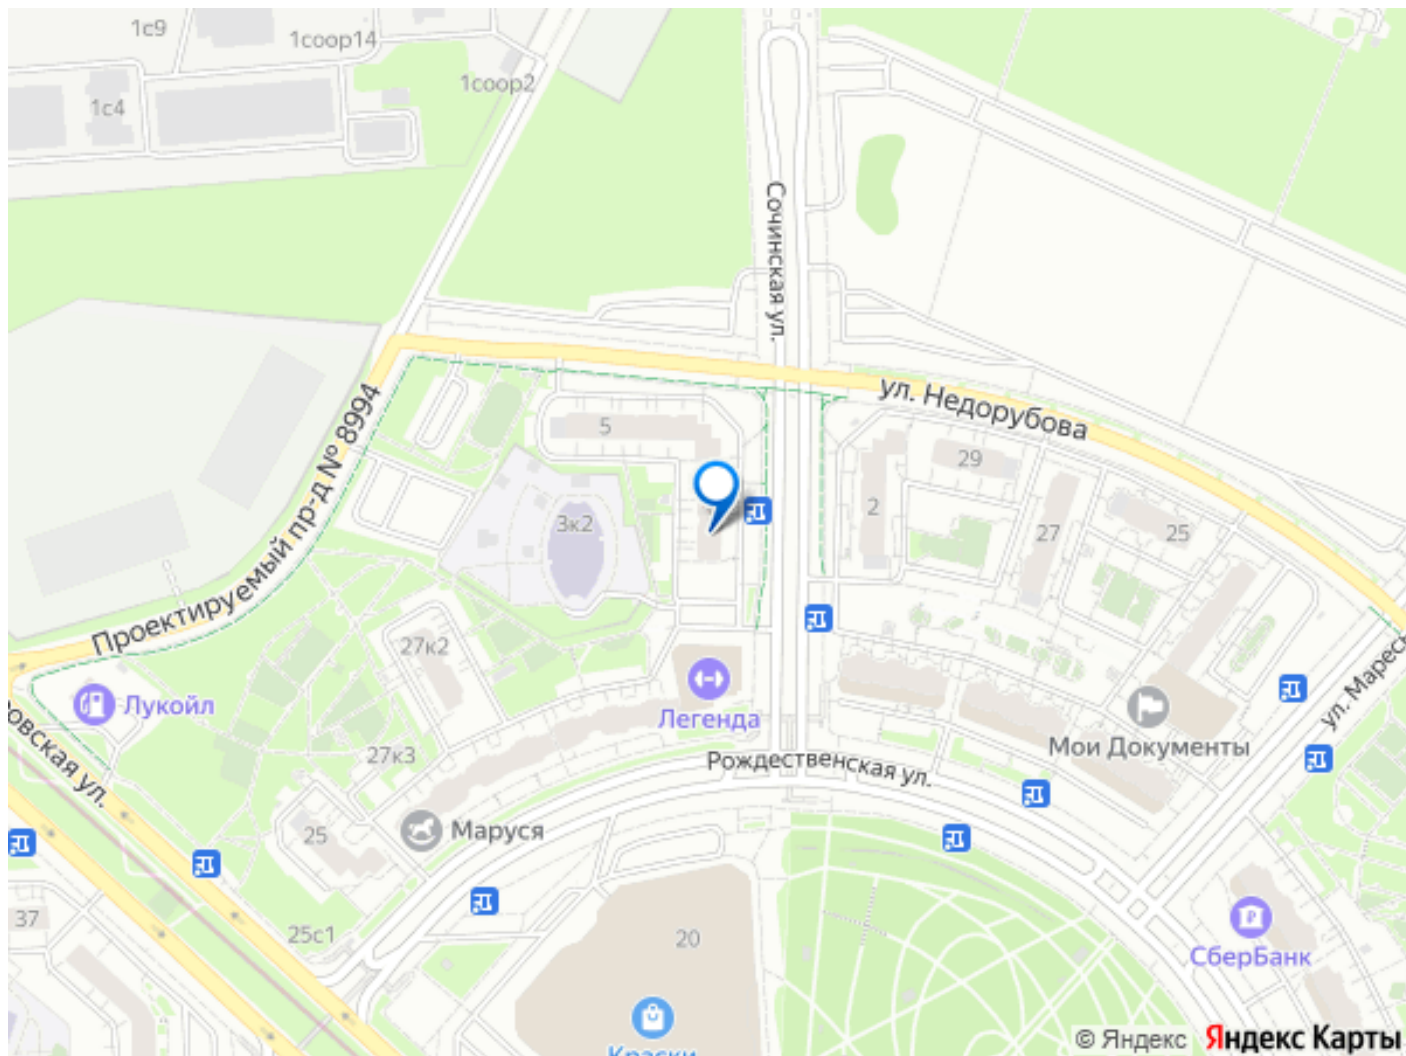 1с9
1соор14
1соор2
1с4
Сочинская ул.
ул. Недорубова
Проектируемый пр-д № 8994
5
29
2
27
25
3к2
27к2
Лукойл
Легенда
ул. Мареcь
Мои Документы
Рождественская ул.
овская ул.
27к3
25
Маруся
37
25с1
20
СберБанк
Краски
© Яндекс Яндекс Карты